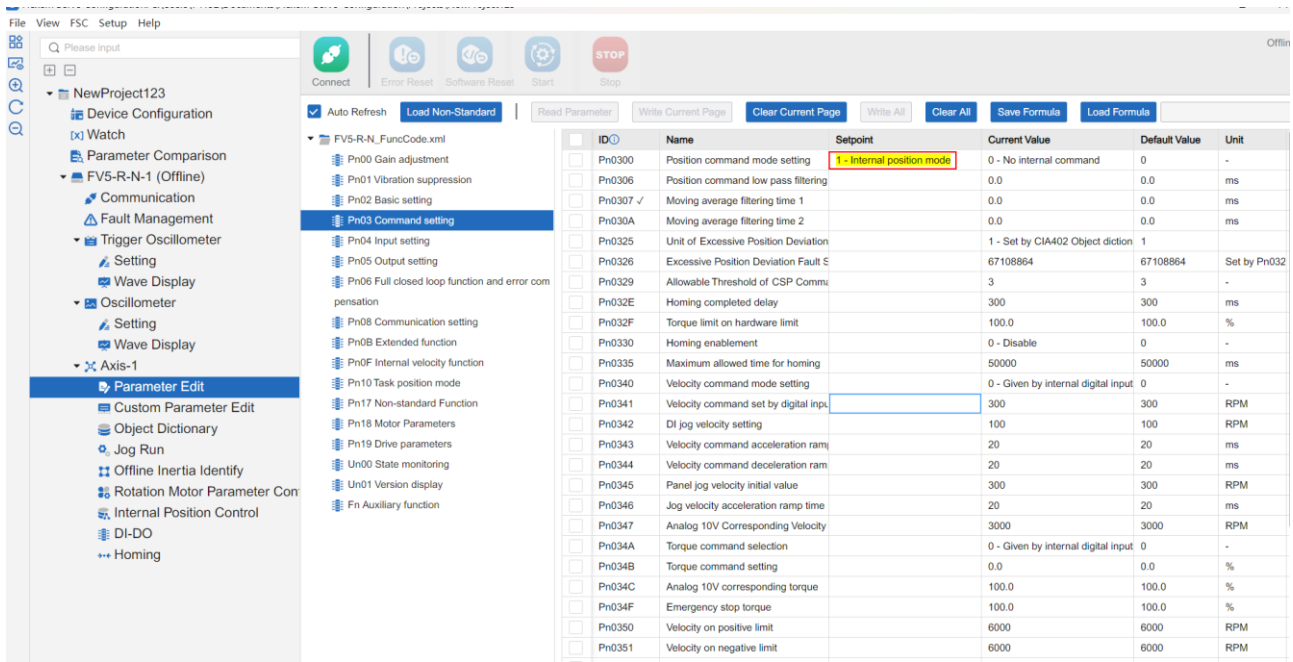 File View FSC Setup Help
Please input
Offlin
Connect Error Reset Software Reset Start STOP Stop
NewProject123
Device Configuration
[x] Watch
Parameter Comparison
FV5-R-N-1 (Offline)
Communication
Fault Management
Trigger Oscillometer
Setting
Wave Display
Oscillometer
Setting
Wave Display
Axis-1
Parameter Edit
Custom Parameter Edit
Object Dictionary
Jog Run
Offline Inertia Identify
Rotation Motor Parameter Con
Internal Position Control
DI-DO
Homing
Auto Refresh Load Non-Standard Read Parameter Write Current Page Clear Current Page Write All Clear All Save Formula Load Formula
FV5-R-N_FuncCode.xml
Pn00 Gain adjustment
Pn01 Vibration suppression
Pn02 Basic setting
Pn03 Command setting
Pn04 Input setting
Pn05 Output setting
Pn06 Full closed loop function and error com
pensation
Pn08 Communication setting
Pn0B Extended function
Pn0F Internal velocity function
Pn10 Task position mode
Pn17 Non-standard Function
Pn18 Motor Parameters
Pn19 Drive parameters
Un00 State monitoring
Un01 Version display
Fn Auxiliary function
ID Name Setpoint Current Value Default Value Unit
Pn0300 Position command mode setting 1 - Internal position mode 0 - No internal command 0 -
Pn0306 Position command low pass filtering 0.0 0.0 ms
Pn0307 ✓ Moving average filtering time 1 0.0 0.0 ms
Pn030A Moving average filtering time 2 0.0 0.0 ms
Pn0325 Unit of Excessive Position Deviation 1 - Set by CIA402 Object diction 1
Pn0326 Excessive Position Deviation Fault S 67108864 67108864 Set by Pn032
Pn0329 Allowable Threshold of CSP Comma 3 3 -
Pn032E Homing completed delay 300 300 ms
Pn032F Torque limit on hardware limit 100.0 100.0 %
Pn0330 Homing enablement 0 - Disable 0 -
Pn0335 Maximum allowed time for homing 50000 50000 ms
Pn0340 Velocity command mode setting 0 - Given by internal digital input 0 -
Pn0341 Velocity command set by digital inpu 300 300 RPM
Pn0342 DI jog velocity setting 100 100 RPM
Pn0343 Velocity command acceleration ramp 20 20 ms
Pn0344 Velocity command deceleration ram 20 20 ms
Pn0345 Panel jog velocity initial value 300 300 RPM
Pn0346 Jog velocity acceleration ramp time 20 20 ms
Pn0347 Analog 10V Corresponding Velocity 3000 3000 RPM
Pn034A Torque command selection 0 - Given by internal digital input 0 -
Pn034B Torque command setting 0.0 0.0 %
Pn034C Analog 10V corresponding torque 100.0 100.0 %
Pn034F Emergency stop torque 100.0 100.0 %
Pn0350 Velocity on positive limit 6000 6000 RPM
Pn0351 Velocity on negative limit 6000 6000 RPM